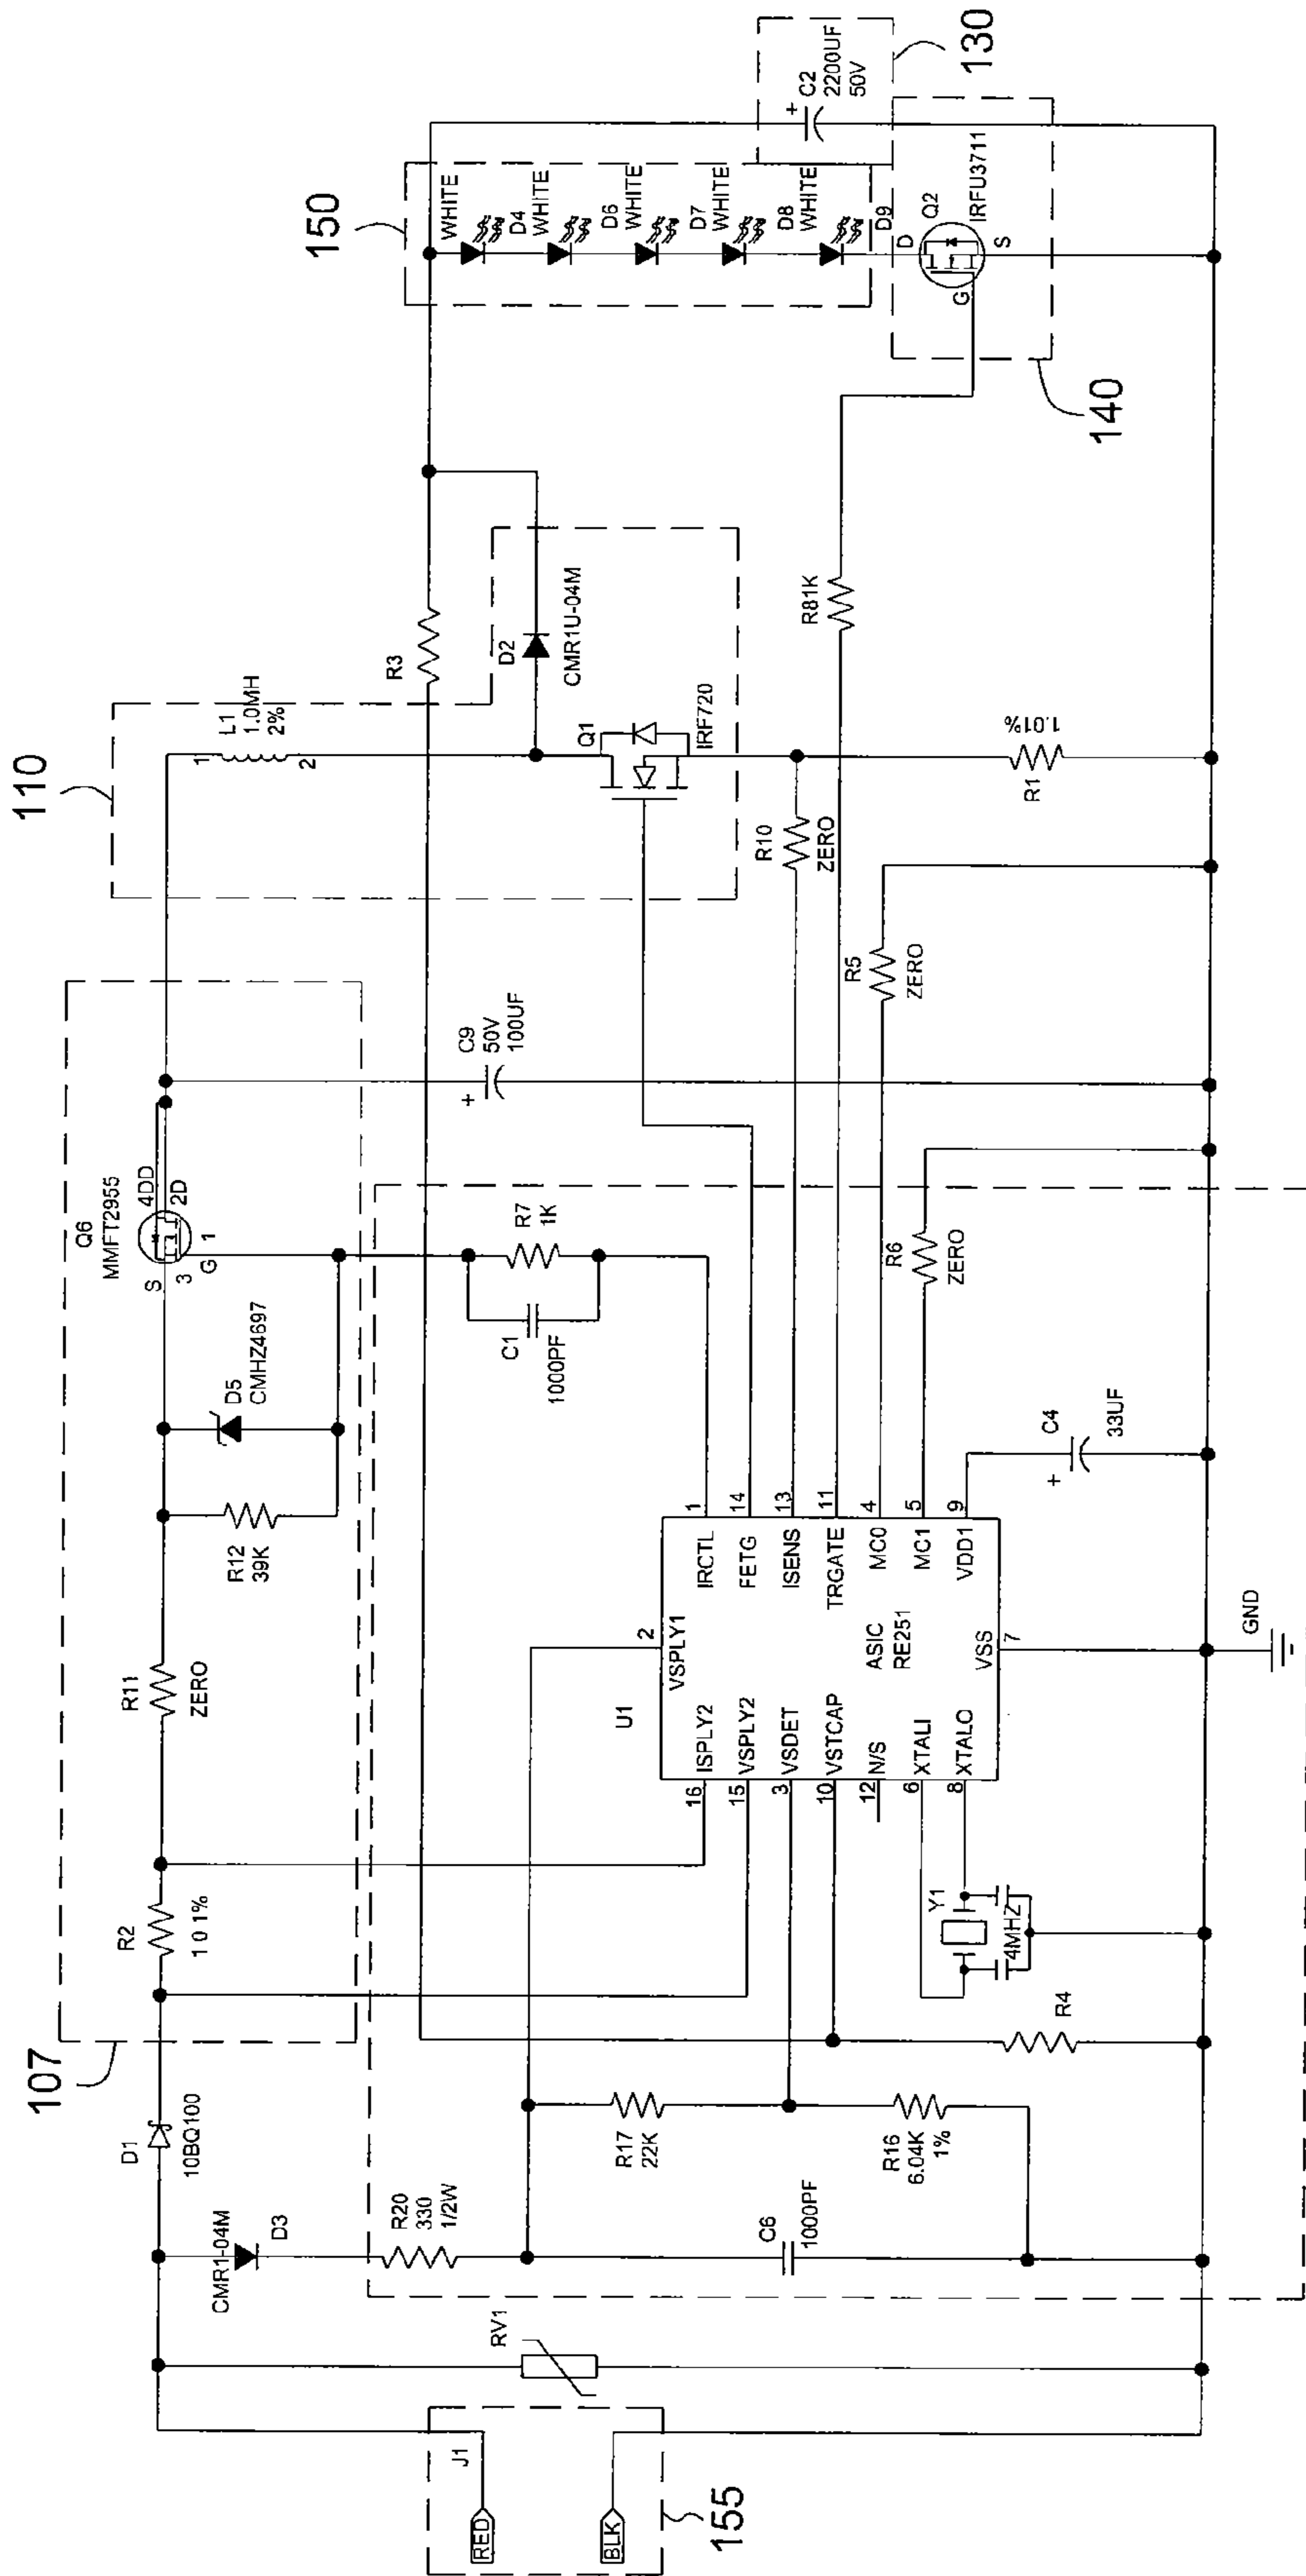 107
110
150
130
140
155
Q6
MMFT2955
4DD
2D
S
3
G
1
D5
CMHZ4697
R12
39K
R11
ZERO
R2
1 0 1%
D1
10BQ100
CMR1-04M
D3
R20
330
1/2W
RV1
J1
RED
BLK
R17
22K
R16
6.04K
1%
C6
1000PF
R4
Y1
4MHZ
U1
VSPLY1
2
ISPLY2
16
VSPLY2
15
VSDET
3
VSTCAP
10
N/S
12
XTALI
6
XTALO
8
IRCTL
1
FETG
14
ISENS
13
TRGATE
11
MC0
4
MC1
5
VDD1
9
ASIC
RE251
VSS
7
GND
C4
33UF
+
C1
1000PF
R7
1K
R6
ZERO
R5
ZERO
R10
ZERO
R81K
R1
1.01%
C9
50V
100UF
+
L1
1.0MH
2%
1
2
R3
D2
CMR1U-04M
Q1
IRF720
WHITE
D4
WHITE
D6
WHITE
D7
WHITE
D8
WHITE
D9
D
Q2
G
S
IRFU3711
C2
2200UF
50V
+